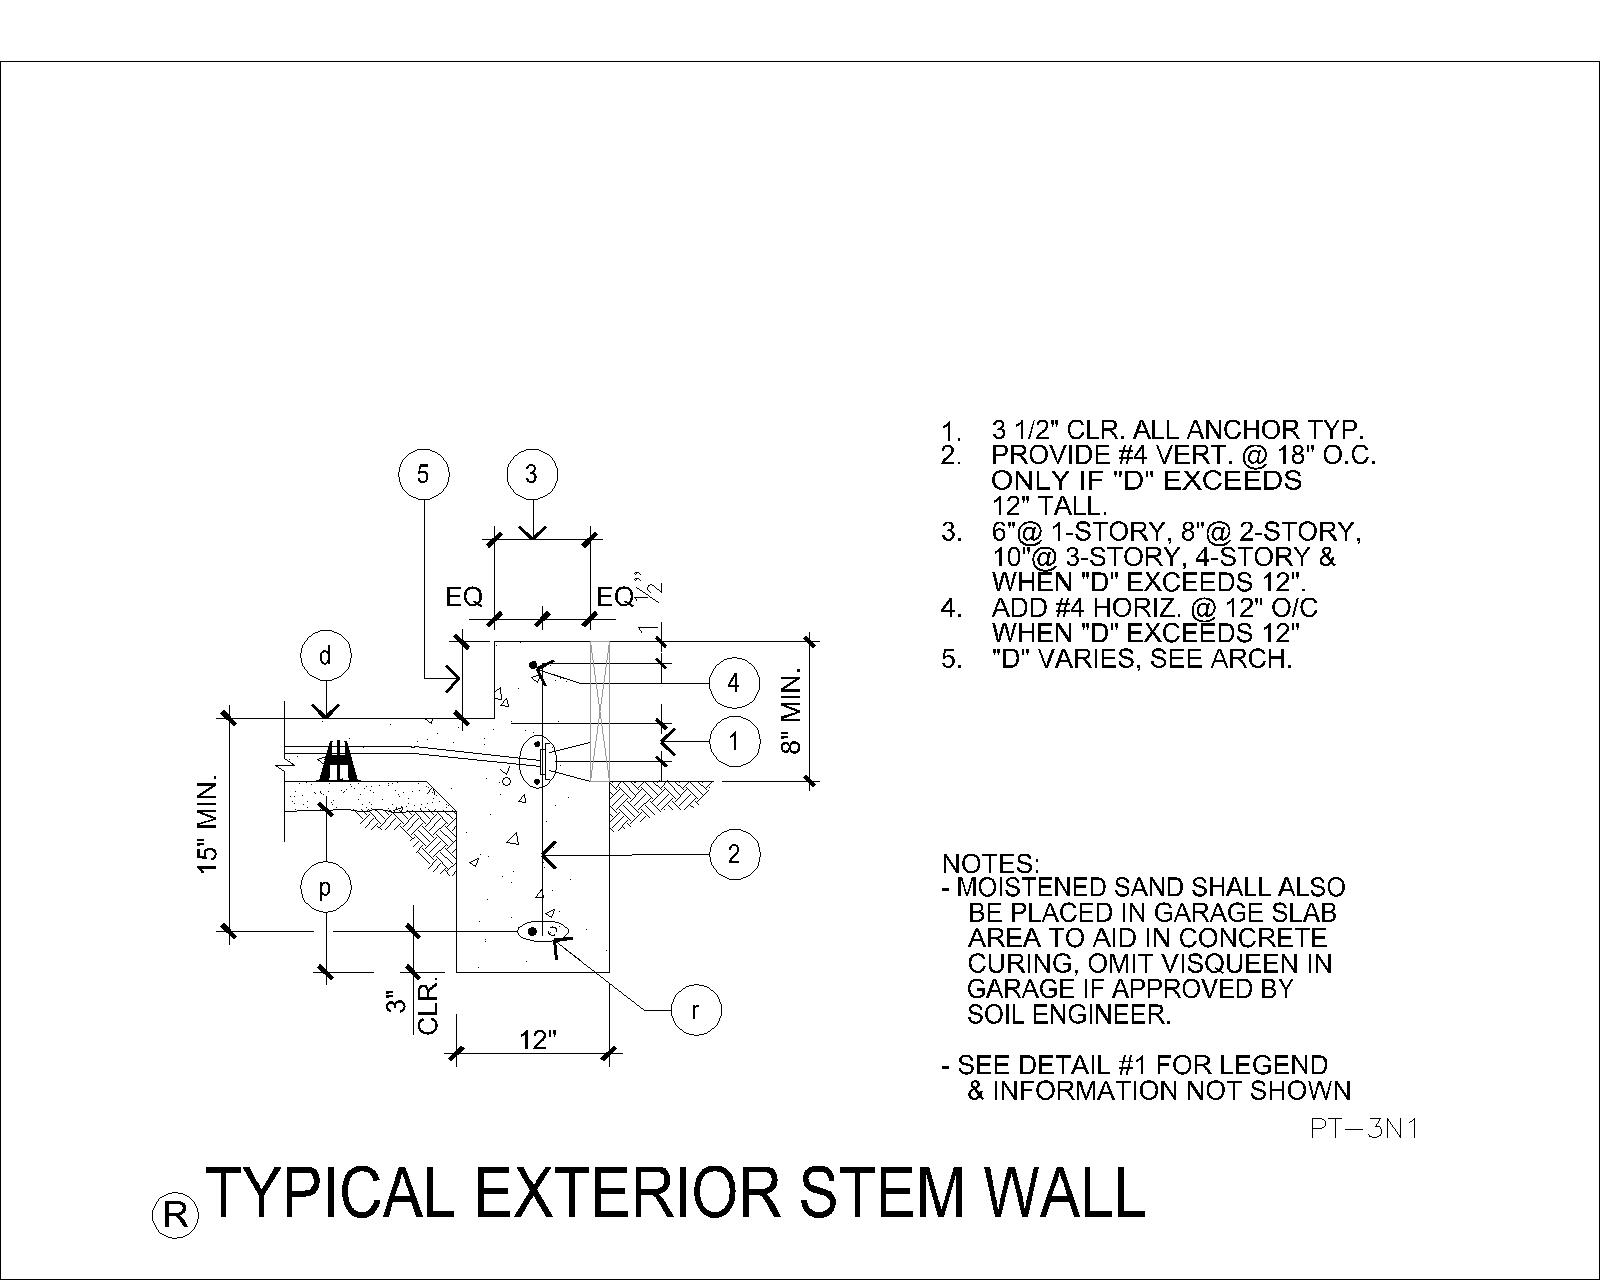 5
3
EQ
EQ
1 1/2"
d
4
1
8" MIN.
15" MIN.
2
p
3"
CLR.
r
12"
1. 3 1/2" CLR. ALL ANCHOR TYP.
2. PROVIDE #4 VERT. @ 18" O.C.
ONLY IF "D" EXCEEDS
12" TALL.
3. 6"@ 1-STORY, 8"@ 2-STORY,
10"@ 3-STORY, 4-STORY &
WHEN "D" EXCEEDS 12".
4. ADD #4 HORIZ. @ 12" O/C
WHEN "D" EXCEEDS 12"
5. "D" VARIES, SEE ARCH.
NOTES:
- MOISTENED SAND SHALL ALSO
BE PLACED IN GARAGE SLAB
AREA TO AID IN CONCRETE
CURING, OMIT VISQUEEN IN
GARAGE IF APPROVED BY
SOIL ENGINEER.
- SEE DETAIL #1 FOR LEGEND
& INFORMATION NOT SHOWN
PT-3N1
R TYPICAL EXTERIOR STEM WALL